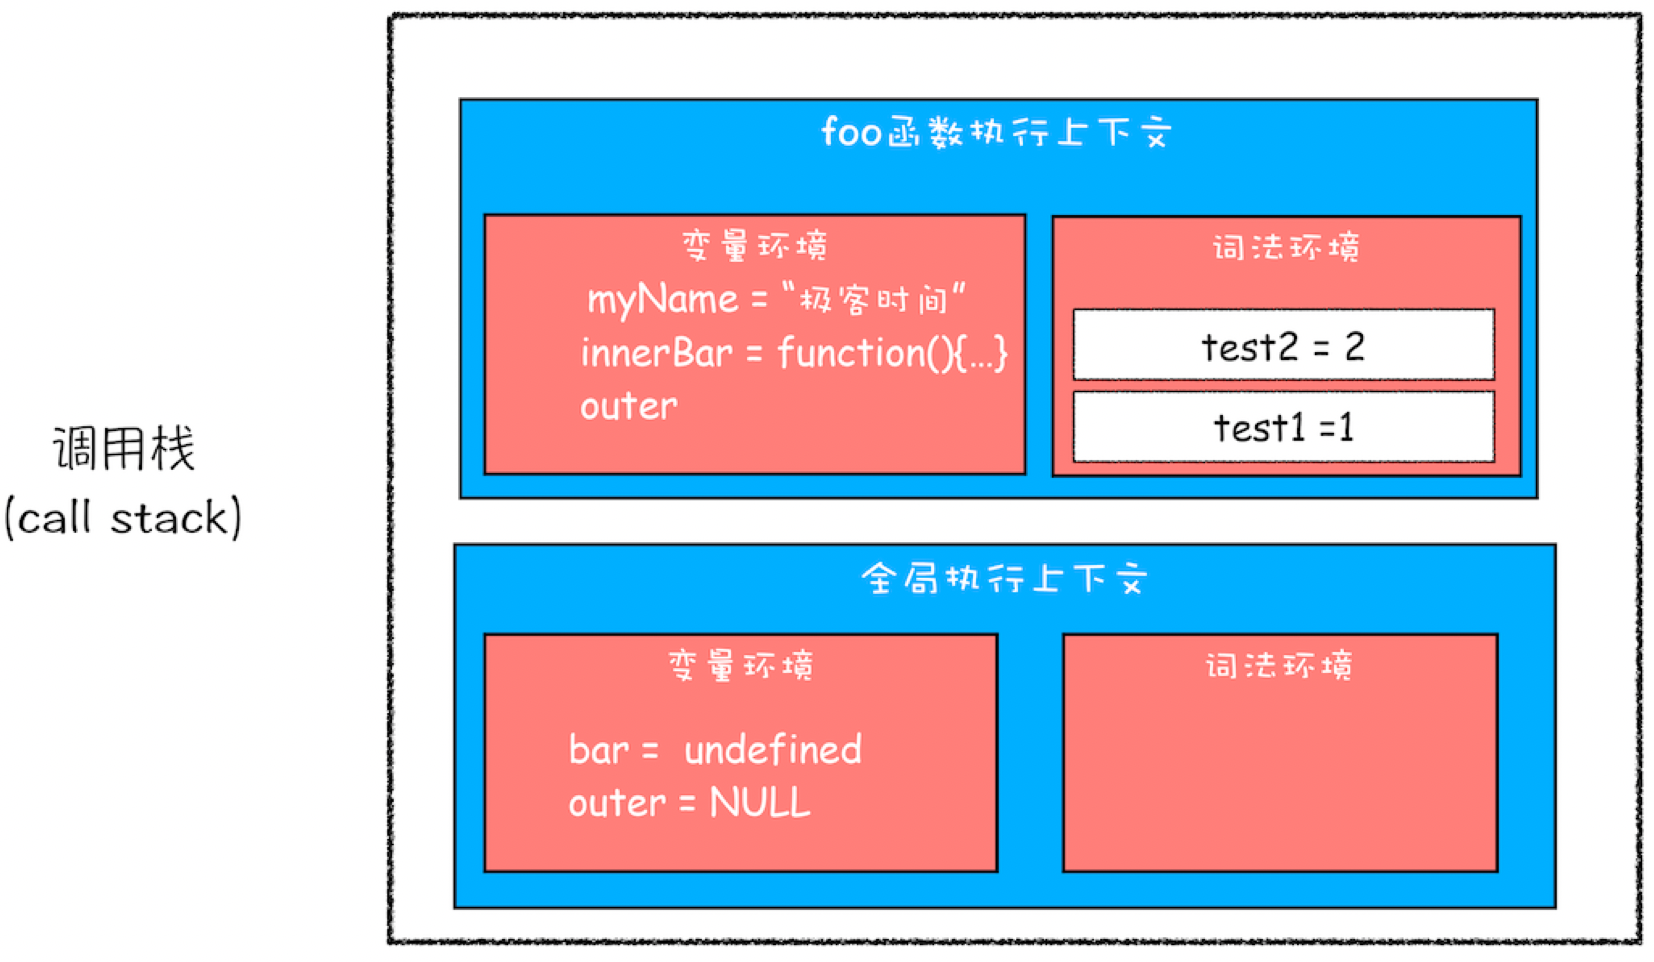 调用栈
(call stack)
foo函数执行上下文
变量环境
myName = “极客时间”
innerBar = function(){...}
outer
词法环境
test2 = 2
test1 =1
全局执行上下文
变量环境
bar = undefined
outer = NULL
词法环境